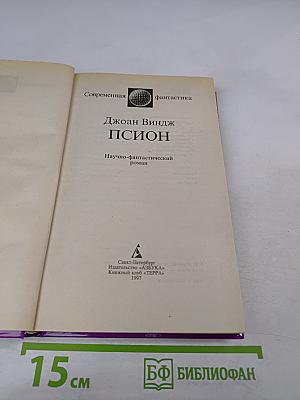 Современная фантастика
Джоан Виндж
ПСИОН
Научно-фантастический
роман
Санкт-Петербург
Издательство «АЗБУКА»
Книжный клуб «ТЕРРА»
1997
15 см
БФ БИБЛИОФАН